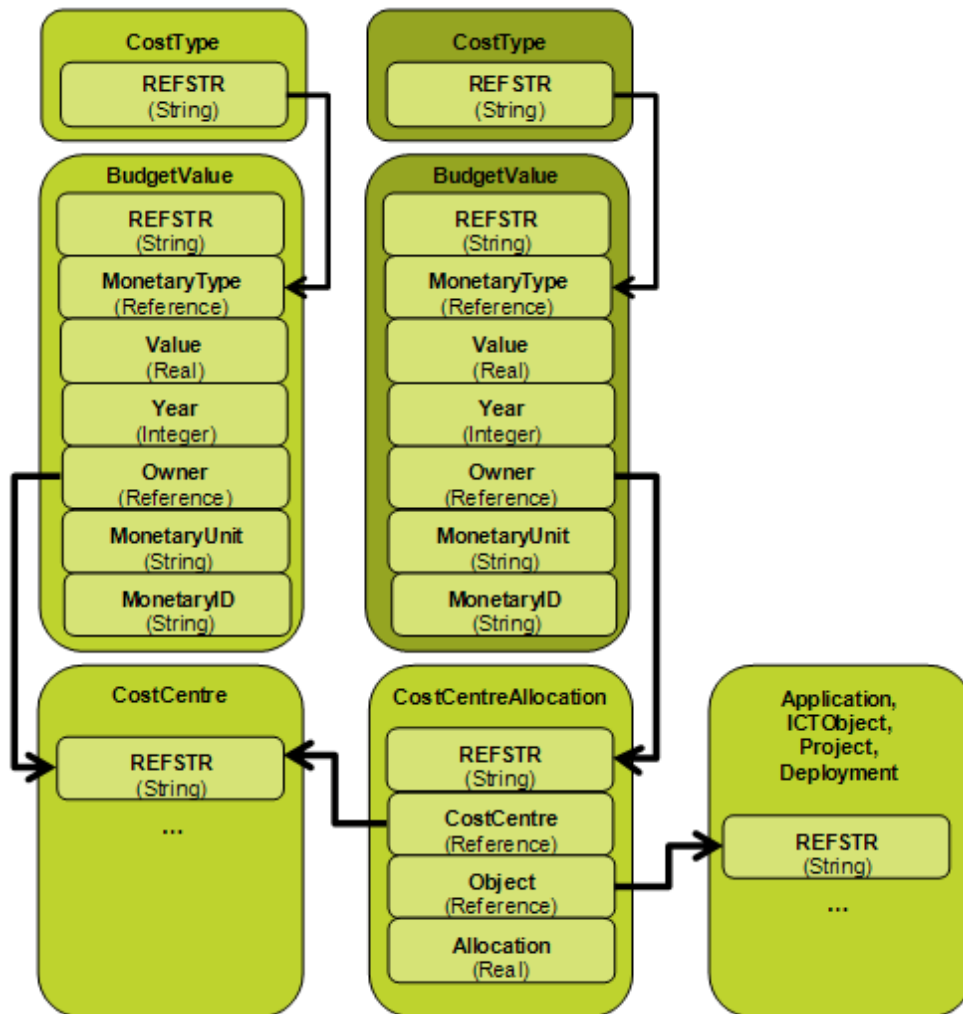 CostType
REFSTR
(String)
CostType
REFSTR
(String)
BudgetValue
REFSTR
(String)
MonetaryType
(Reference)
Value
(Real)
Year
(Integer)
Owner
(Reference)
MonetaryUnit
(String)
MonetaryID
(String)
BudgetValue
REFSTR
(String)
MonetaryType
(Reference)
Value
(Real)
Year
(Integer)
Owner
(Reference)
MonetaryUnit
(String)
MonetaryID
(String)
CostCentre
REFSTR
(String)
...
CostCentreAllocation
REFSTR
(String)
CostCentre
(Reference)
Object
(Reference)
Allocation
(Real)
Application,
ICTObject,
Project,
Deployment
REFSTR
(String)
...